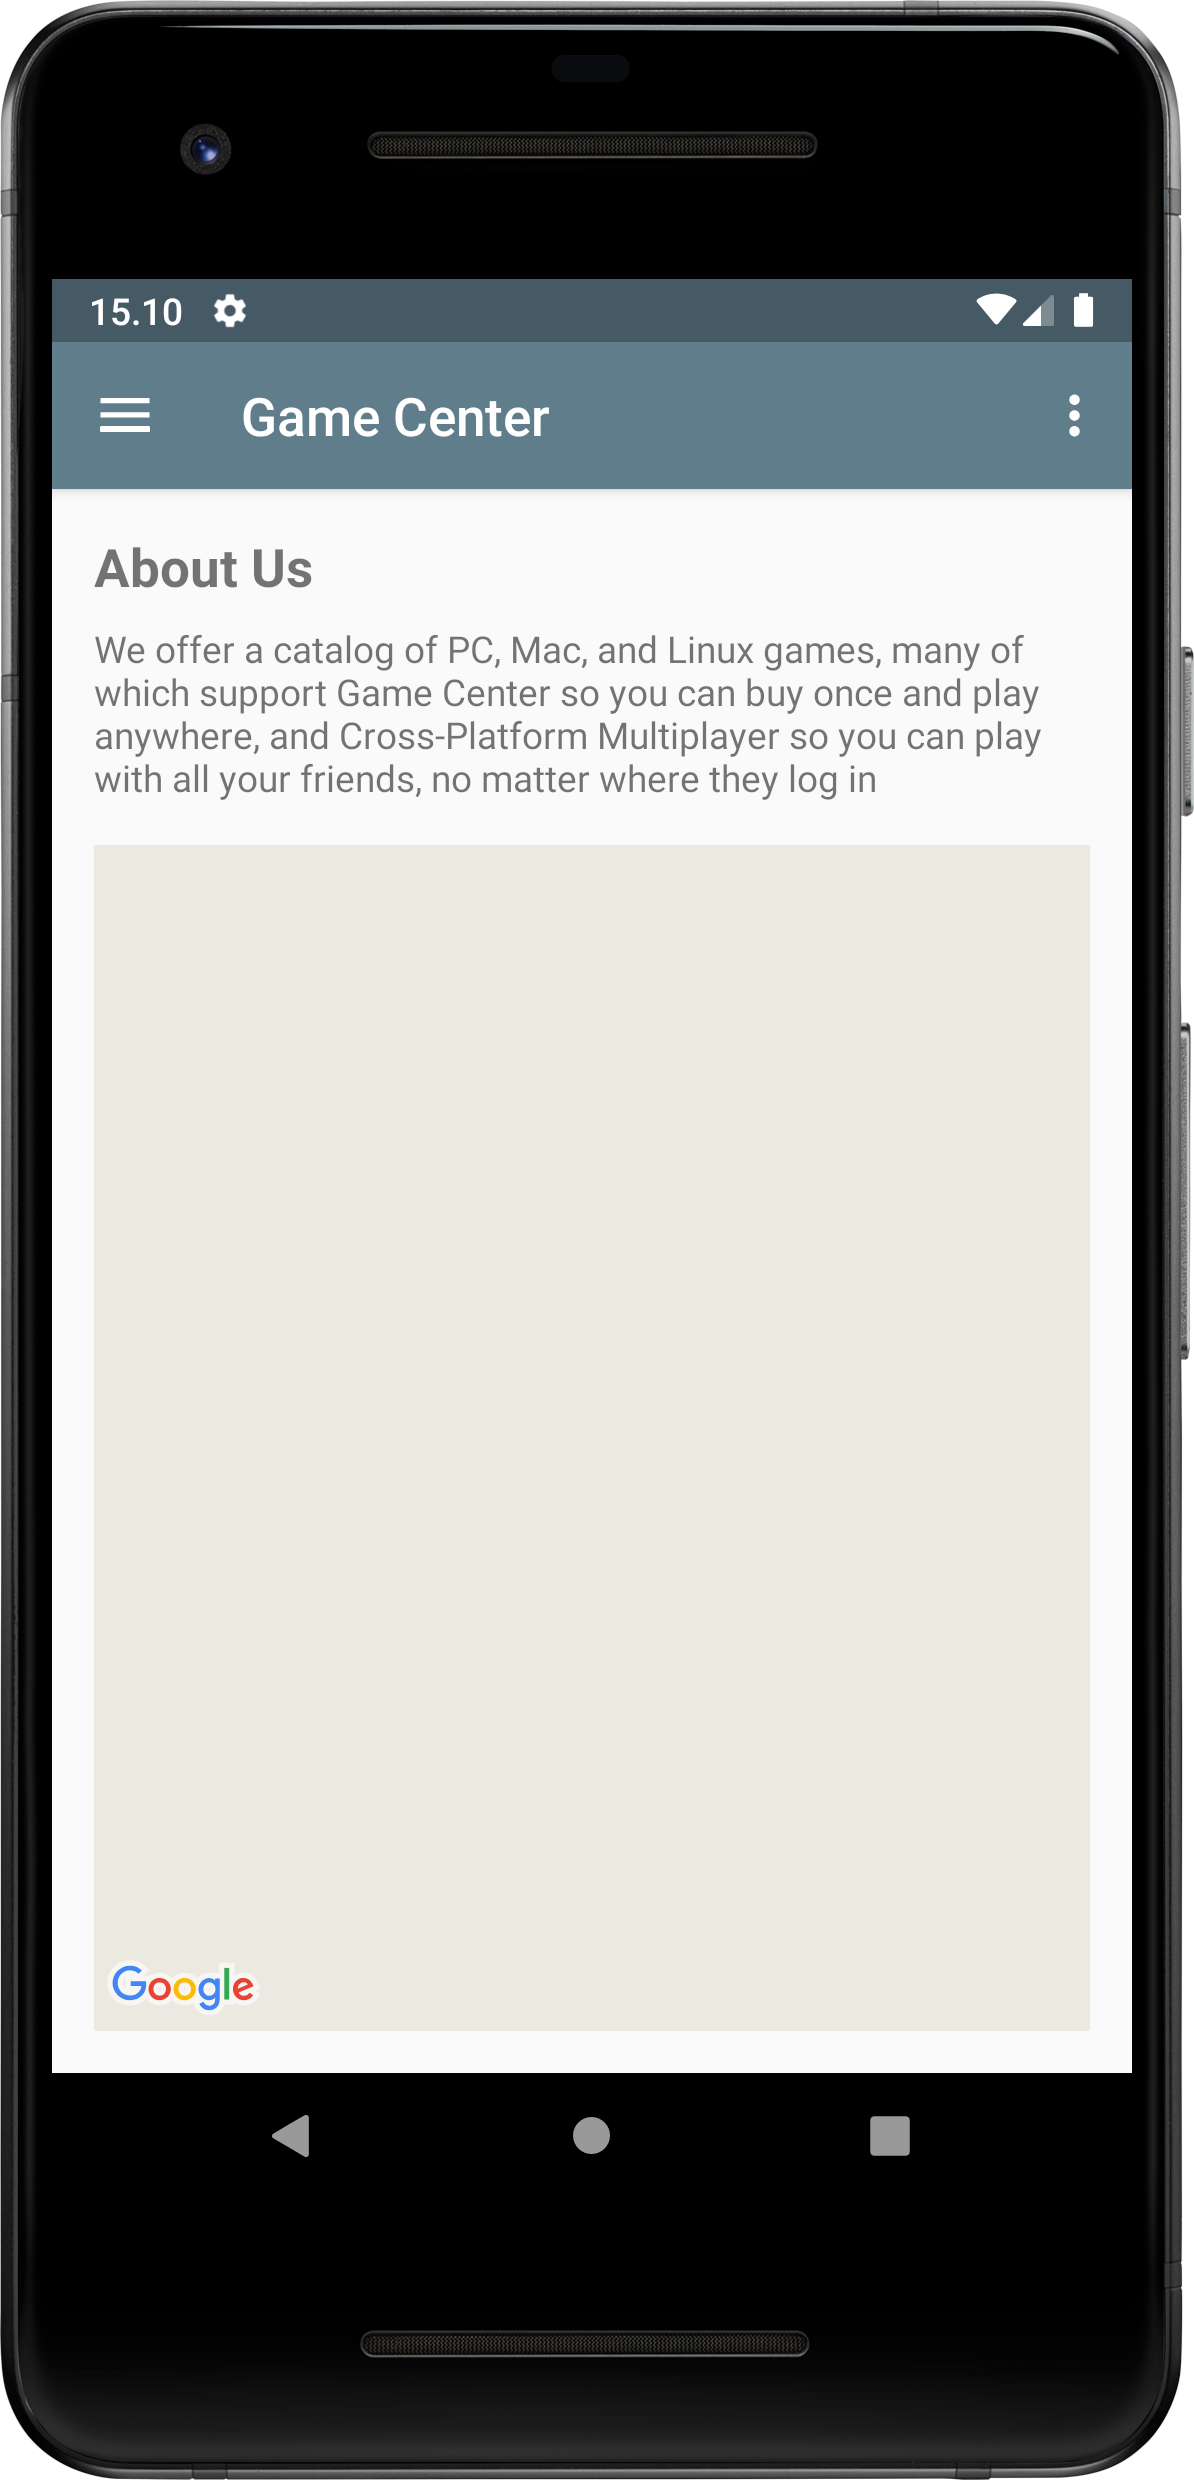 15.10
Game Center
About Us
We offer a catalog of PC, Mac, and Linux games, many of
which support Game Center so you can buy once and play
anywhere, and Cross-Platform Multiplayer so you can play
with all your friends, no matter where they log in
Google